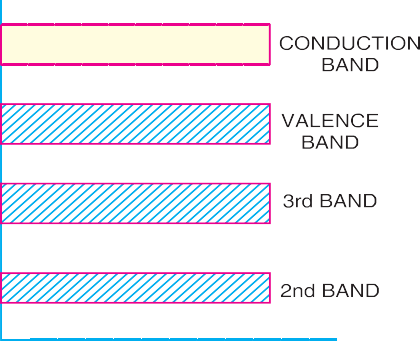 CONDUCTION
BAND
VALENCE
BAND
3rd BAND
2nd BAND